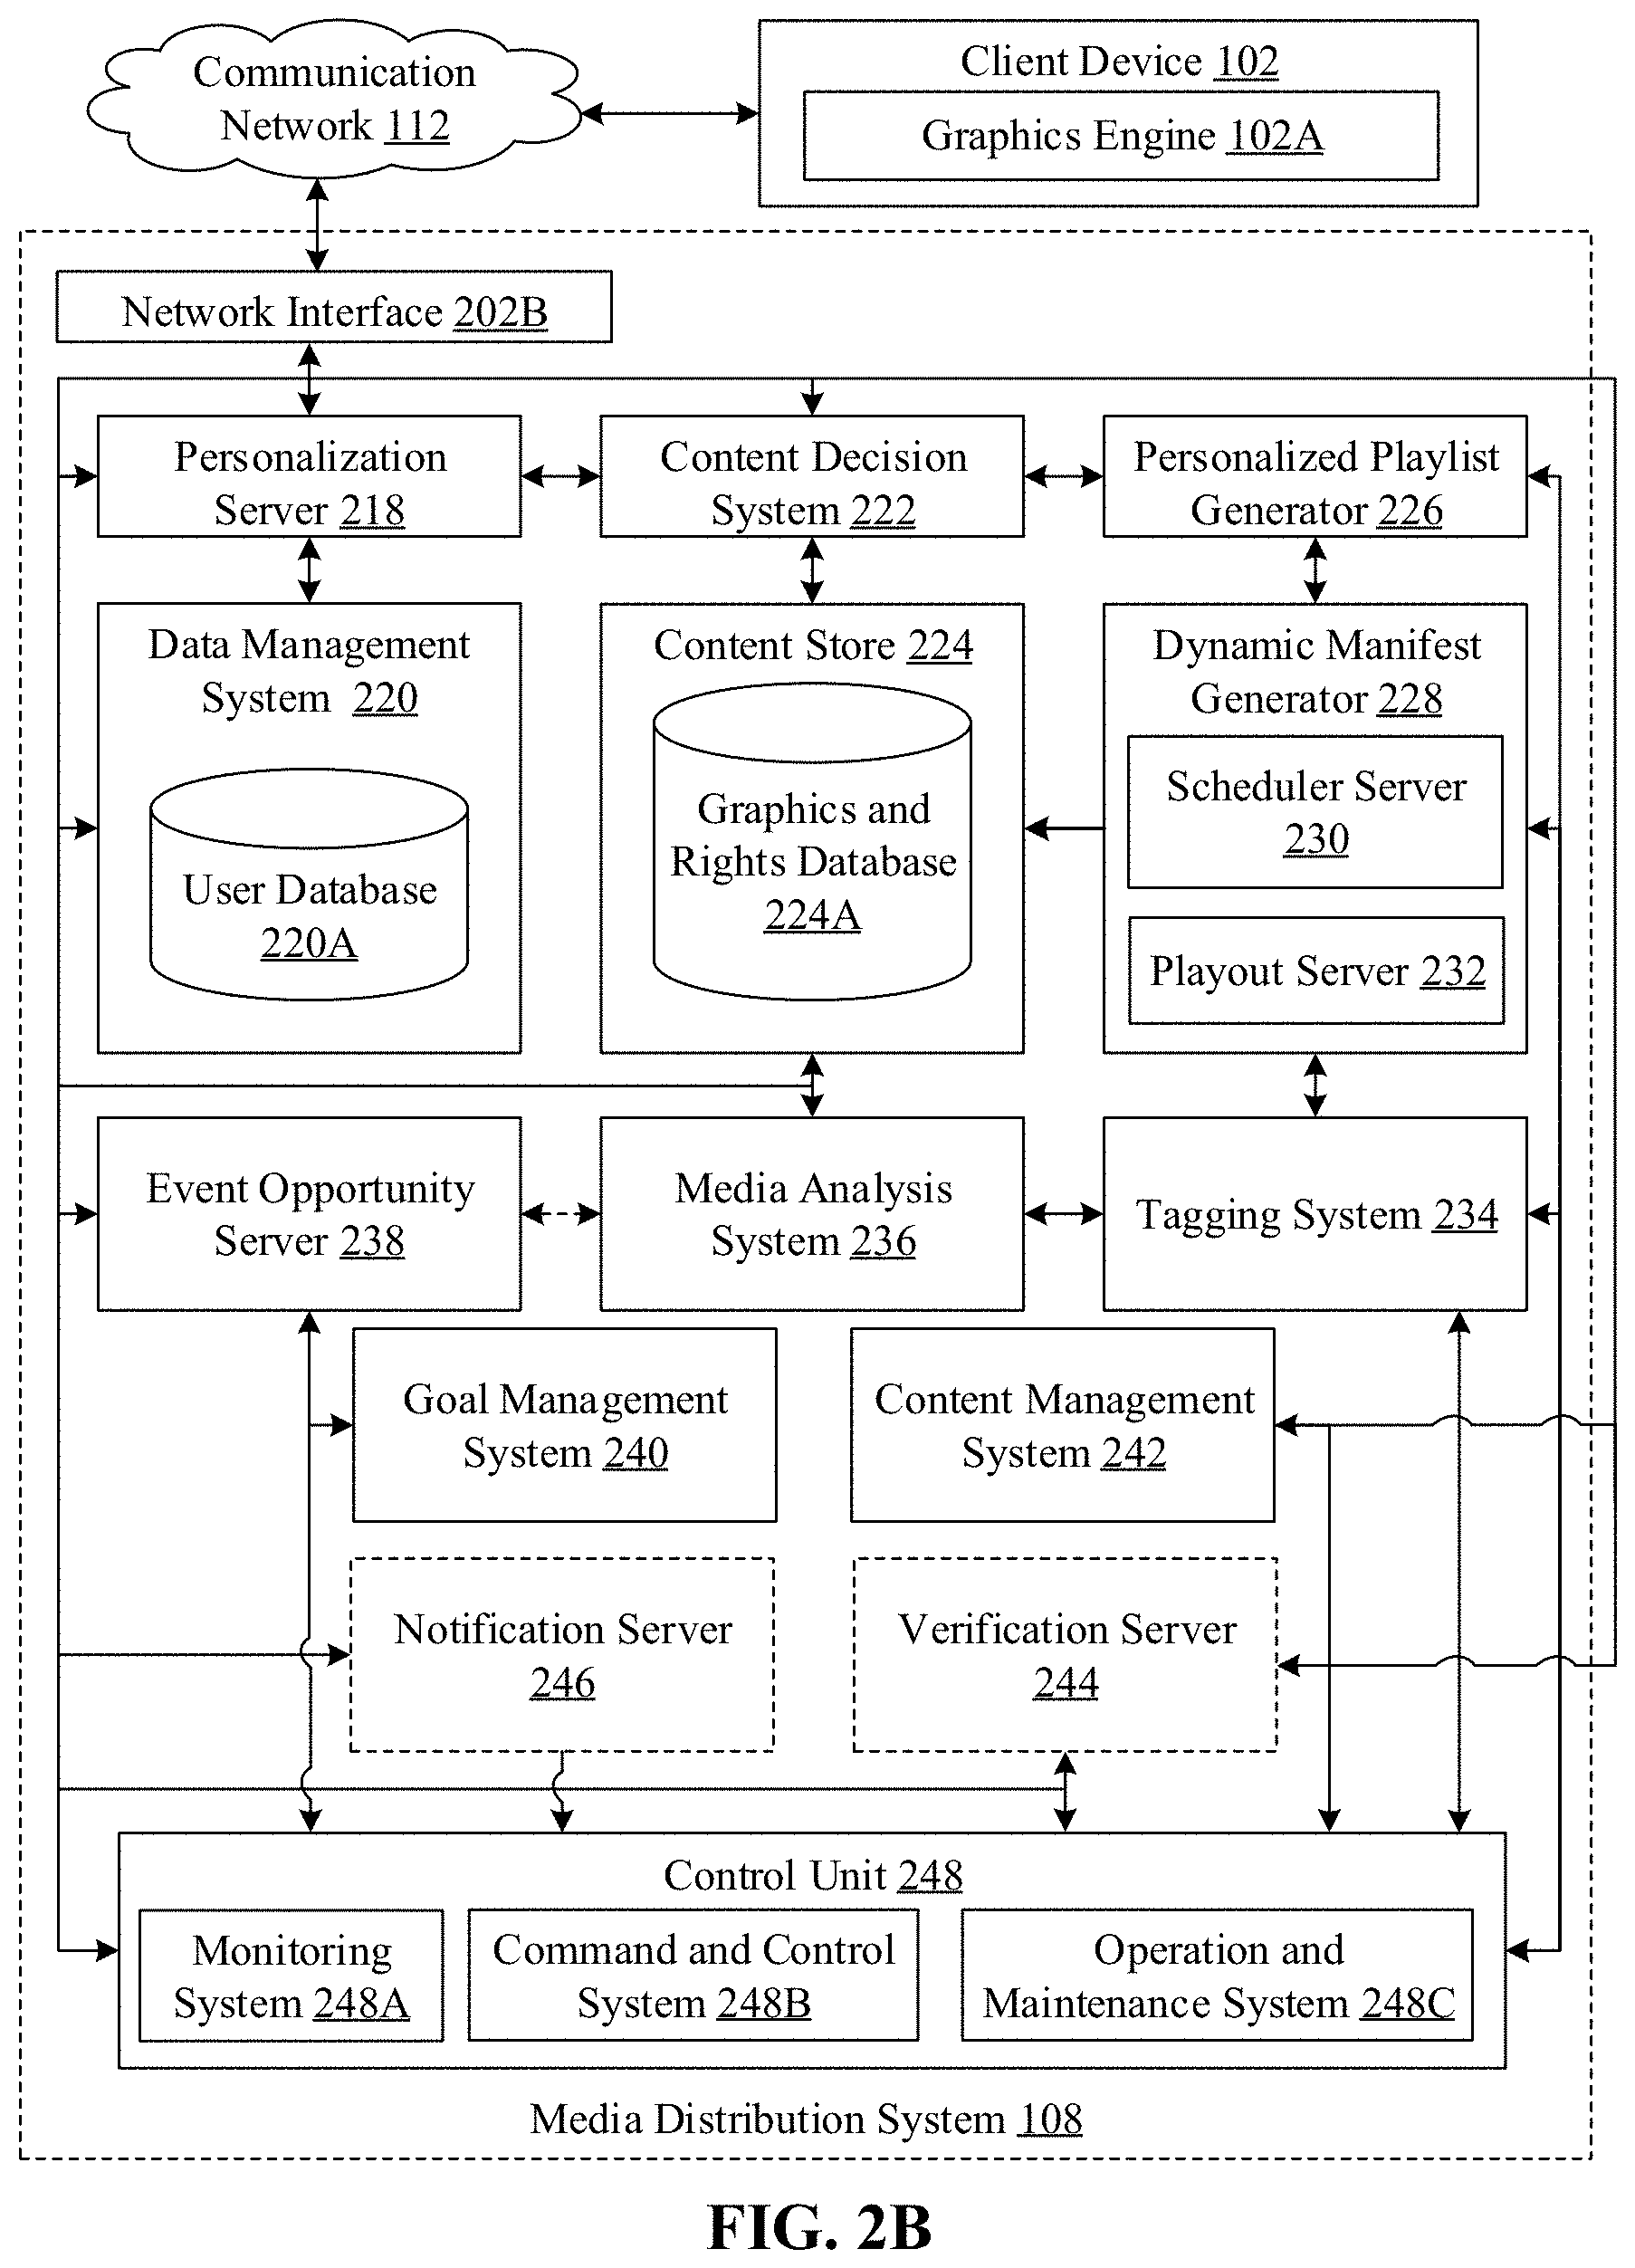 Communication
Network 112
Client Device 102
Graphics Engine 102A
Network Interface 202B
Personalization
Server 218
Content Decision
System 222
Personalized Playlist
Generator 226
Data Management
System 220
User Database
220A
Content Store 224
Graphics and
Rights Database
224A
Dynamic Manifest
Generator 228
Scheduler Server
230
Playout Server 232
Event Opportunity
Server 238
Media Analysis
System 236
Tagging System 234
Goal Management
System 240
Content Management
System 242
Notification Server
246
Verification Server
244
Control Unit 248
Monitoring
System 248A
Command and Control
System 248B
Operation and
Maintenance System 248C
Media Distribution System 108
FIG. 2B